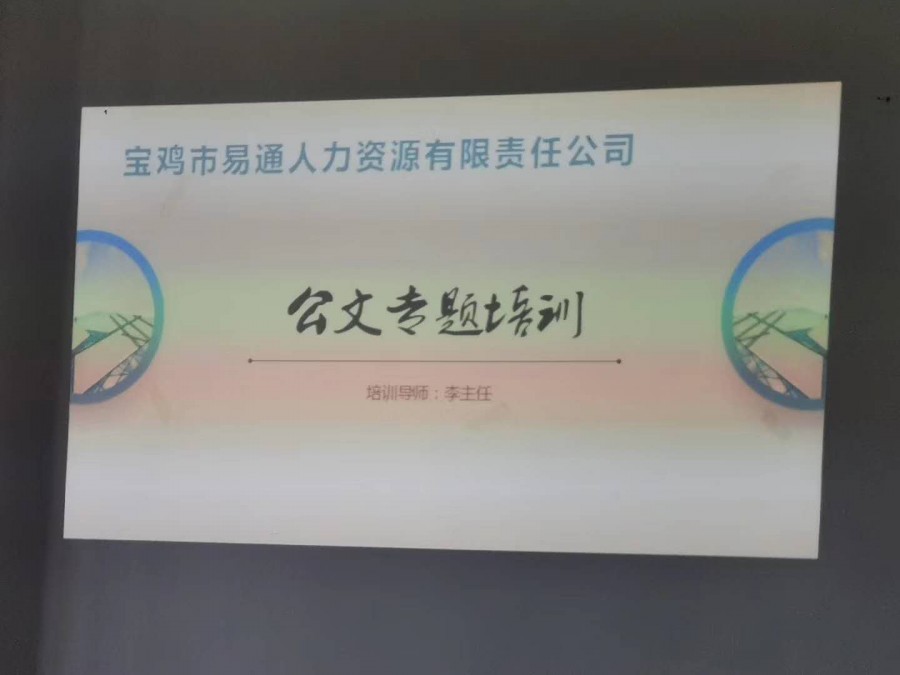 宝鸡市易通人力资源有限责任公司
公文专题培训
培训导师：李主任